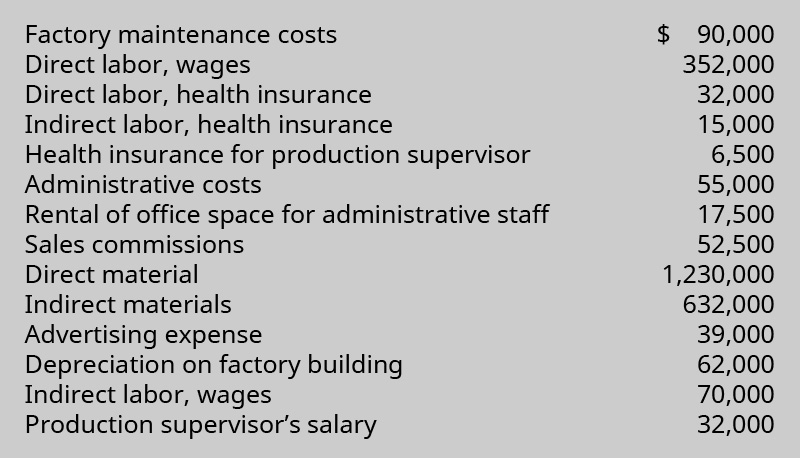 Factory maintenance costs $ 90,000
Direct labor, wages 352,000
Direct labor, health insurance 32,000
Indirect labor, health insurance 15,000
Health insurance for production supervisor 6,500
Administrative costs 55,000
Rental of office space for administrative staff 17,500
Sales commissions 52,500
Direct material 1,230,000
Indirect materials 632,000
Advertising expense 39,000
Depreciation on factory building 62,000
Indirect labor, wages 70,000
Production supervisor’s salary 32,000